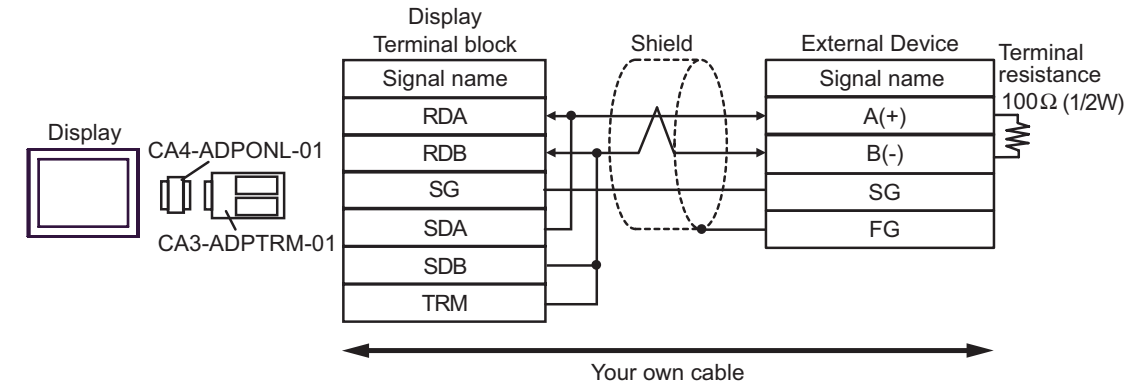 Display
CA4-ADPONL-01
CA3-ADPTRM-01
Display
Terminal block
Signal name
RDA
RDB
SG
SDA
SDB
TRM
Shield
External Device
Signal name
A(+)
B(-)
SG
FG
Terminal
resistance
100Ω (1/2W)
Your own cable